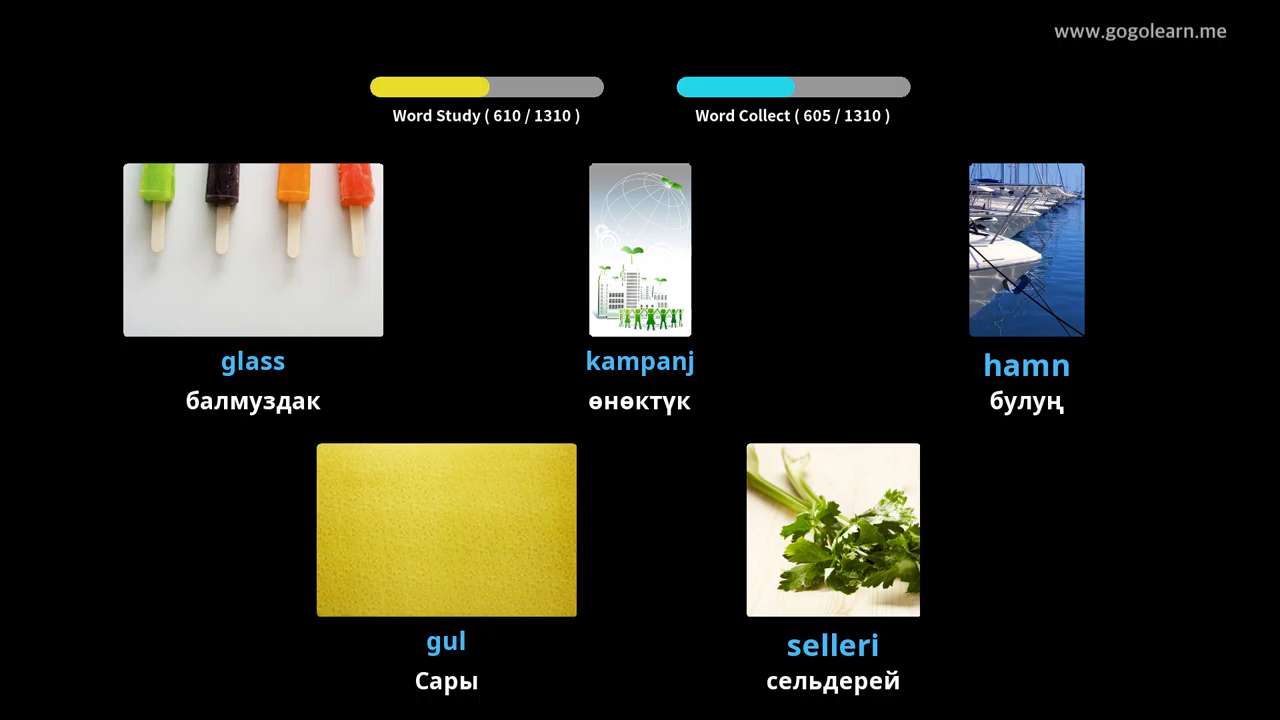 www.gogolearn.me
Word Study ( 610 / 1310 )
Word Collect ( 605 / 1310 )
glass
kampanj
hamn
балмуздак
өнөктүк
булуң
gul
selleri
Сары
сельдерей